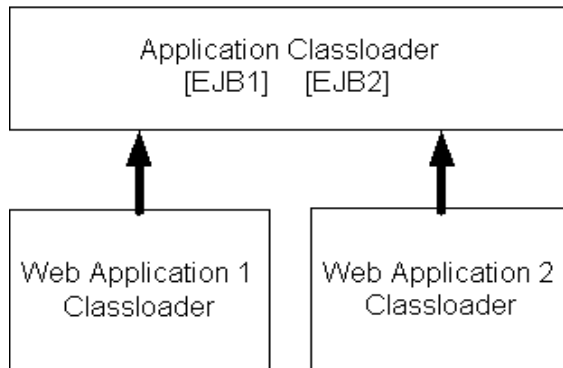 Application Classloader
[EJB1] [EJB2]
Web Application 1
Classloader
Web Application 2
Classloader